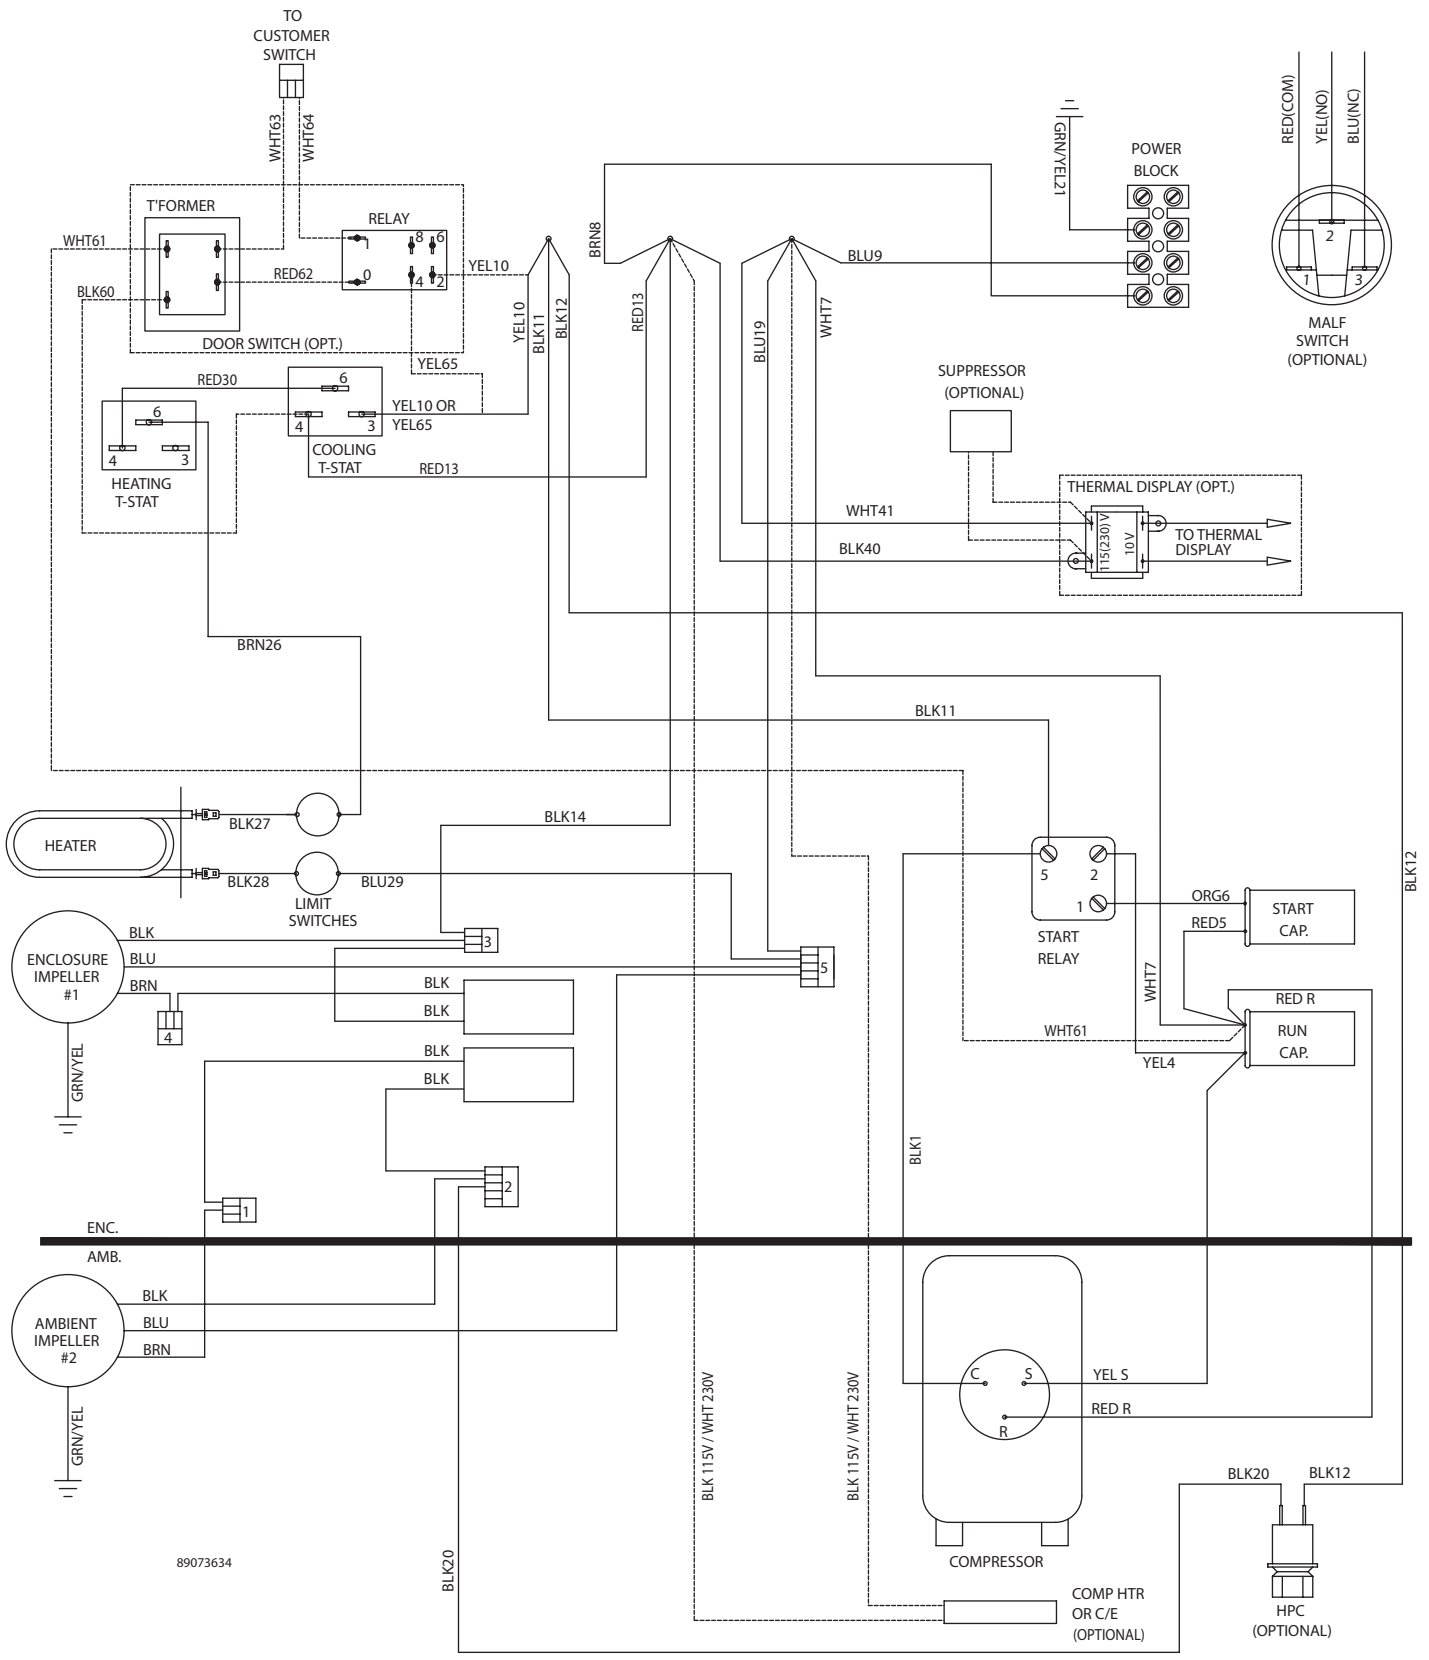 TO
CUSTOMER
SWITCH
WHT63
WHT64
T'FORMER
RELAY
1
8
6
0
4
2
WHT61
RED62
BLK60
DOOR SWITCH (OPT.)
YEL10
YEL65
YEL10
BLK11
BLK12
BRN8
RED13
BLU19
WHT7
BLU9
GRN/YEL21
POWER
BLOCK
RED(COM)
YEL(NO)
BLU(NC)
2
1
3
MALF
SWITCH
(OPTIONAL)
RED30
6
4
3
HEATING
T-STAT
6
4
3
YEL10 OR
YEL65
COOLING
T-STAT
RED13
SUPPRESSOR
(OPTIONAL)
THERMAL DISPLAY (OPT.)
WHT41
BLK40
115(230) V
10 V
TO THERMAL
DISPLAY
BRN26
BLK11
BLK14
HEATER
BLK27
BLK28
BLU29
LIMIT
SWITCHES
5
2
1
START
RELAY
ORG6
RED5
START
CAP.
BLK12
ENCLOSURE
IMPELLER
#1
BLK
BLU
BRN
3
5
4
BLK
BLK
BLK
BLK
GRN/YEL
WHT7
RED R
RUN
CAP.
WHT61
YEL4
BLK1
2
1
ENC.
AMB.
AMBIENT
IMPELLER
#2
BLK
BLU
BRN
GRN/YEL
C
S
R
YEL S
RED R
BLK 115V / WHT 230V
BLK 115V / WHT 230V
COMPRESSOR
BLK20
BLK12
BLK20
89073634
COMP HTR
OR C/E
(OPTIONAL)
HPC
(OPTIONAL)